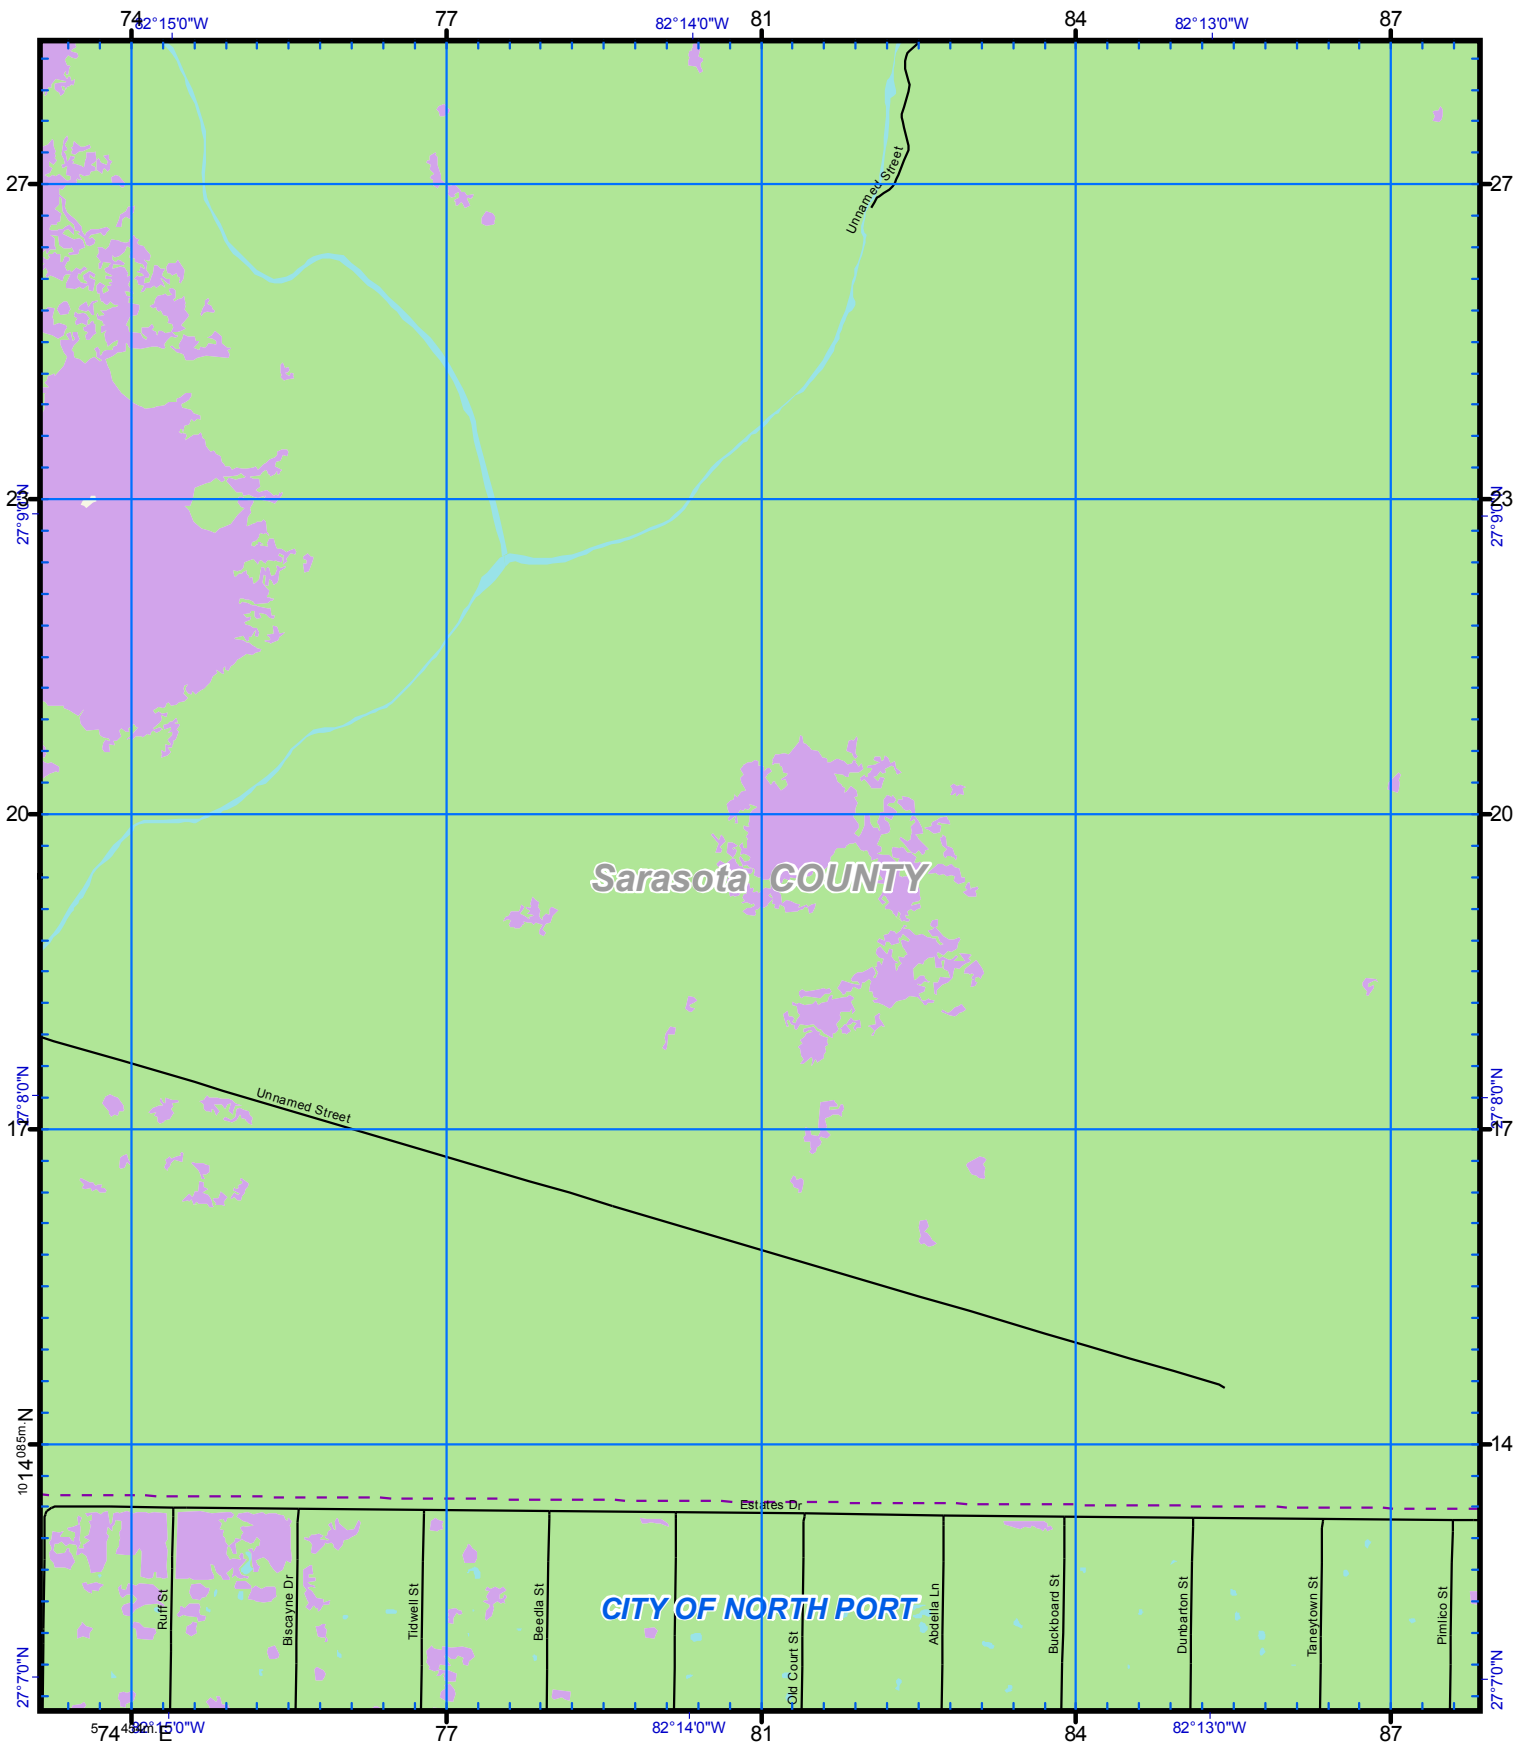 74 77 81 84 87
82°15'0"W 82°14'0"W 82°13'0"W
Unnamed Street
27 27
23 23
27°9'0"N 27°9'0"N
20 20
Sarasota COUNTY
27°8'0"N 27°8'0"N
Unnamed Street
17 17
10 14 085m. N 14
Estates Dr
Ruff St
Biscayne Dr
Tidwell St
Beedla St
CITY OF NORTH PORT
Old Court St
Abdella Ln
Buckboard St
Dunbarton St
Taneytown St
Pimlico St
27°7'0"N 27°7'0"N
82°15'0"W 82°14'0"W 82°13'0"W
5 74 E 77 81 84 87